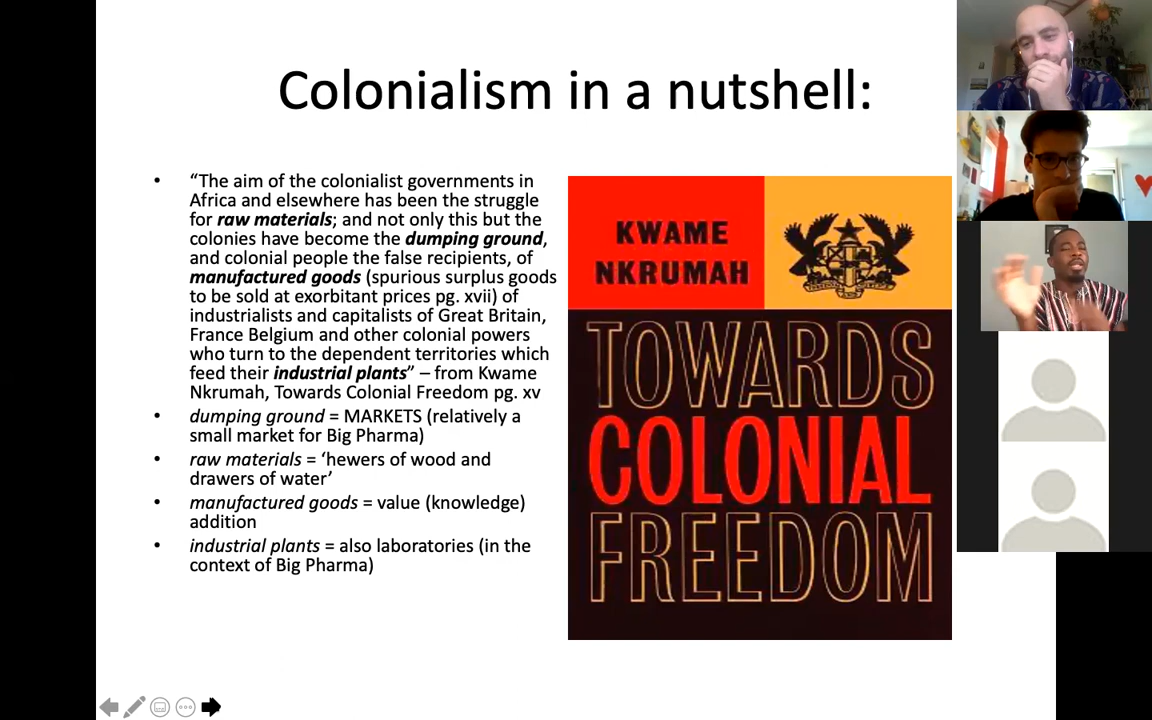 Colonialism in a nutshell:
• “The aim of the colonialist governments in
Africa and elsewhere has been the struggle
for raw materials; and not only this but the
colonies have become the dumping ground,
and colonial people the false recipients, of
manufactured goods (spurious surplus goods
to be sold at exorbitant prices pg. xvii) of
industrialists and capitalists of Great Britain,
France Belgium and other colonial powers
who turn to the dependent territories which
feed their industrial plants” – from Kwame
Nkrumah, Towards Colonial Freedom pg. xv
• dumping ground = MARKETS (relatively a
small market for Big Pharma)
• raw materials = ‘hewers of wood and
drawers of water’
• manufactured goods = value (knowledge)
addition
• industrial plants = also laboratories (in the
context of Big Pharma)
KWAME
NKRUMAH
TOWARDS
COLONIAL
FREEDOM